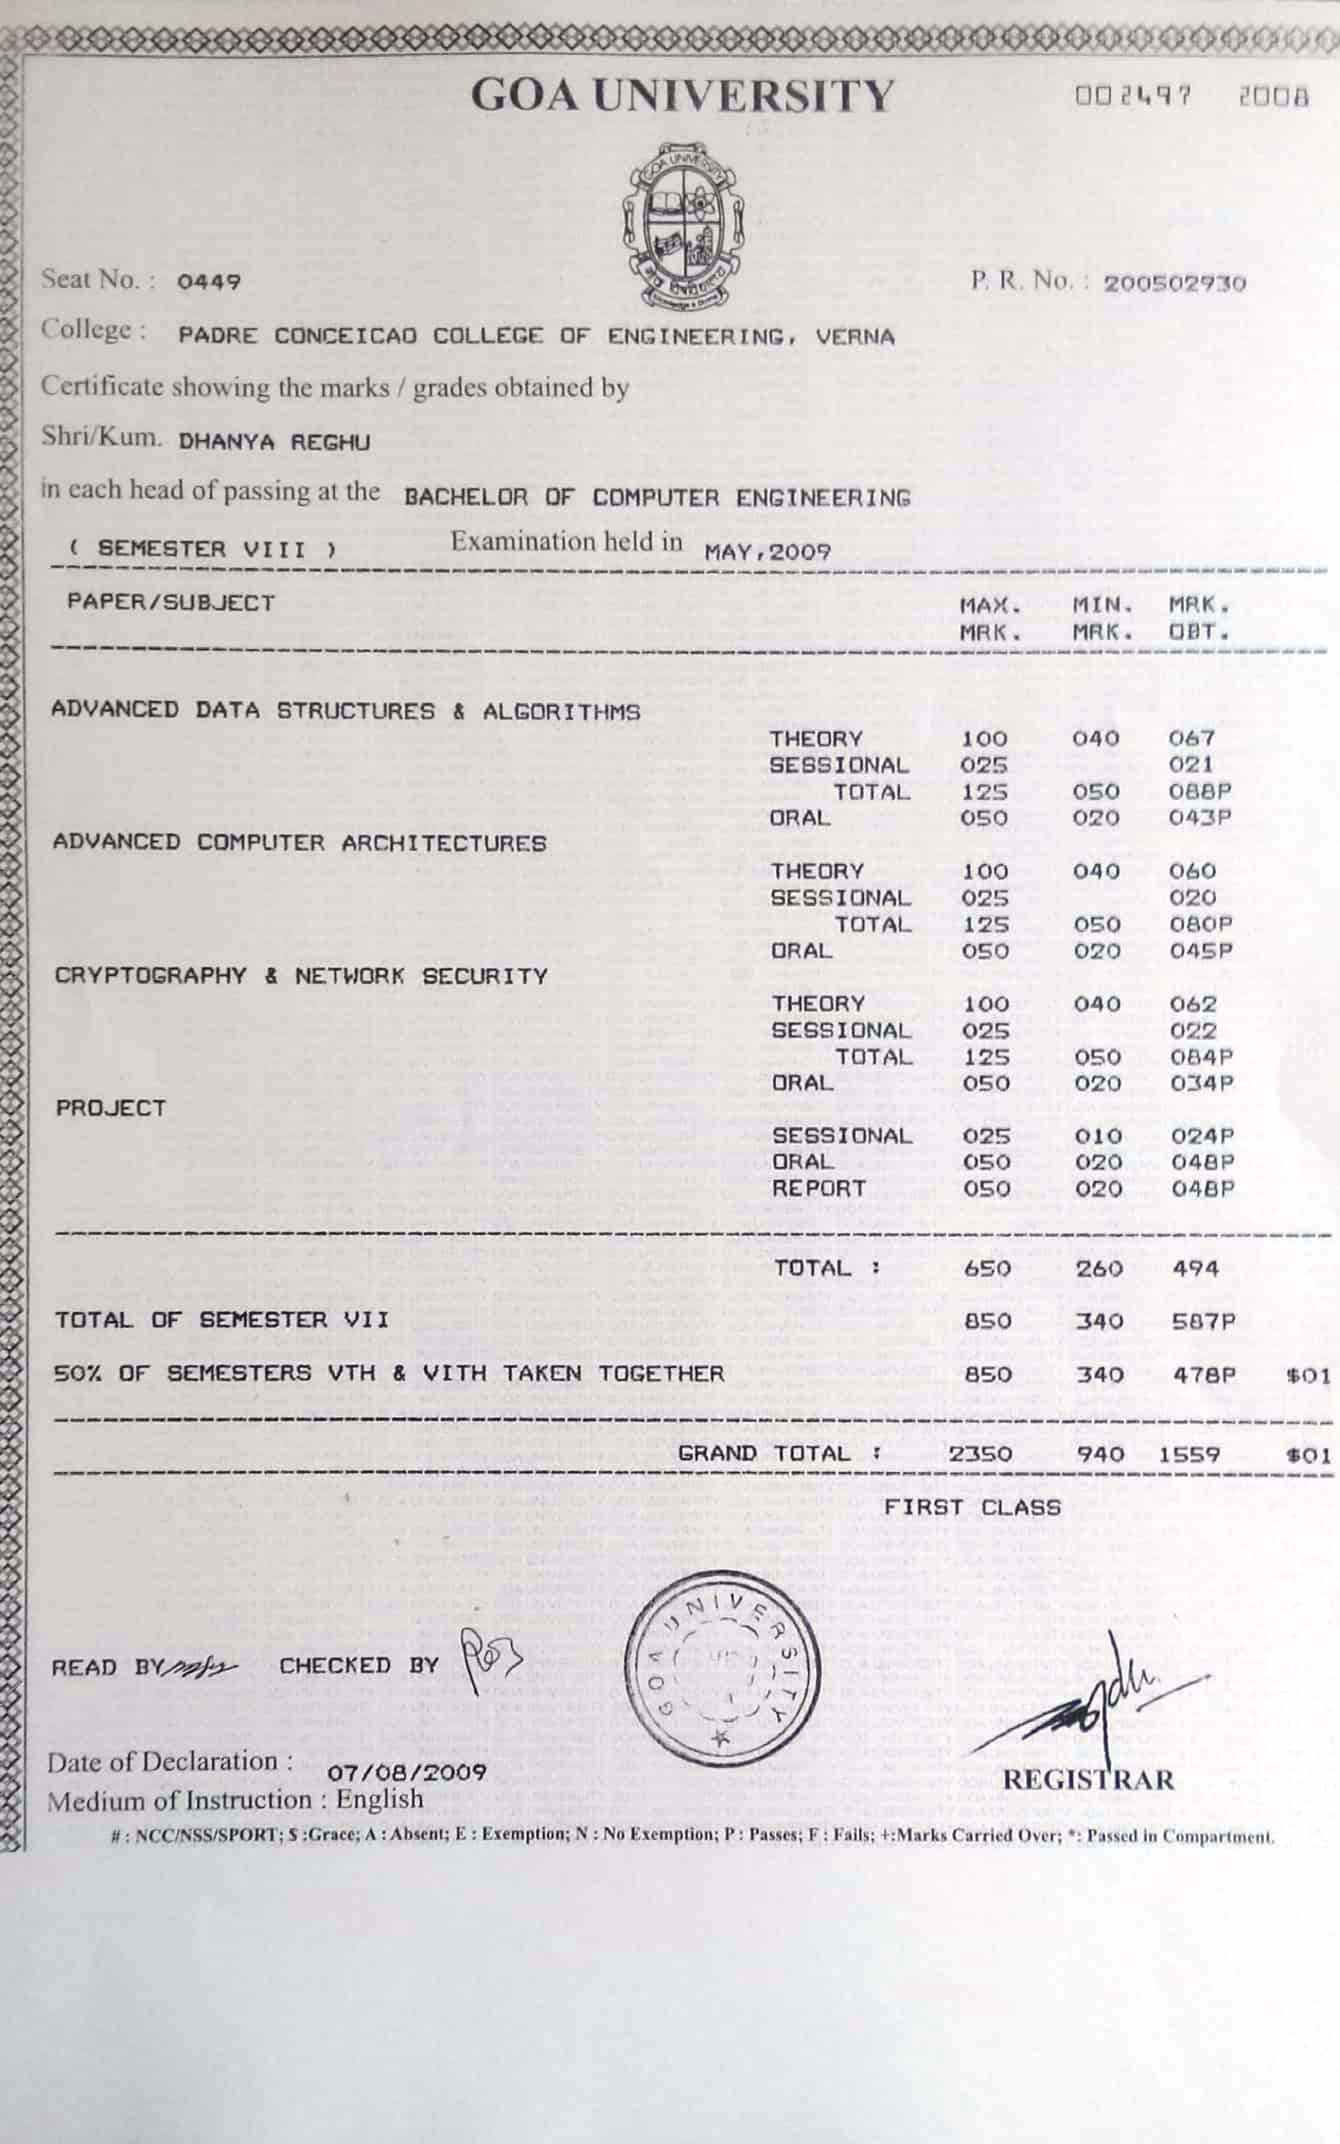 GOA UNIVERSITY 002497 2008
GOA UNIVERSITY
Seat No. : 0449 P. R. No. : 200502930
College : PADRE CONCEICAO COLLEGE OF ENGINEERING, VERNA
Certificate showing the marks / grades obtained by
Shri/Kum. DHANYA REGHU
in each head of passing at the BACHELOR OF COMPUTER ENGINEERING
( SEMESTER VIII ) Examination held in MAY,2009
PAPER/SUBJECT MAX. MIN. MRK.
MRK. MRK. OBT.
ADVANCED DATA STRUCTURES & ALGORITHMS
THEORY 100 040 067
SESSIONAL 025 021
TOTAL 125 050 088P
ORAL 050 020 043P
ADVANCED COMPUTER ARCHITECTURES
THEORY 100 040 060
SESSIONAL 025 020
TOTAL 125 050 080P
ORAL 050 020 045P
CRYPTOGRAPHY & NETWORK SECURITY
THEORY 100 040 062
SESSIONAL 025 022
TOTAL 125 050 084P
ORAL 050 020 034P
PROJECT
SESSIONAL 025 010 024P
ORAL 050 020 048P
REPORT 050 020 048P
TOTAL : 650 260 494
TOTAL OF SEMESTER VII 850 340 587P
50% OF SEMESTERS VTH & VITH TAKEN TOGETHER 850 340 478P $01
GRAND TOTAL : 2350 940 1559 $01
FIRST CLASS
GOA UNIVERSITY
READ BY CHECKED BY
Date of Declaration : 07/08/2009
REGISTRAR
Medium of Instruction : English
# : NCC/NSS/SPORT; $ :Grace; A : Absent; E : Exemption; N : No Exemption; P : Passes; F : Fails; +:Marks Carried Over; *: Passed in Compartment.